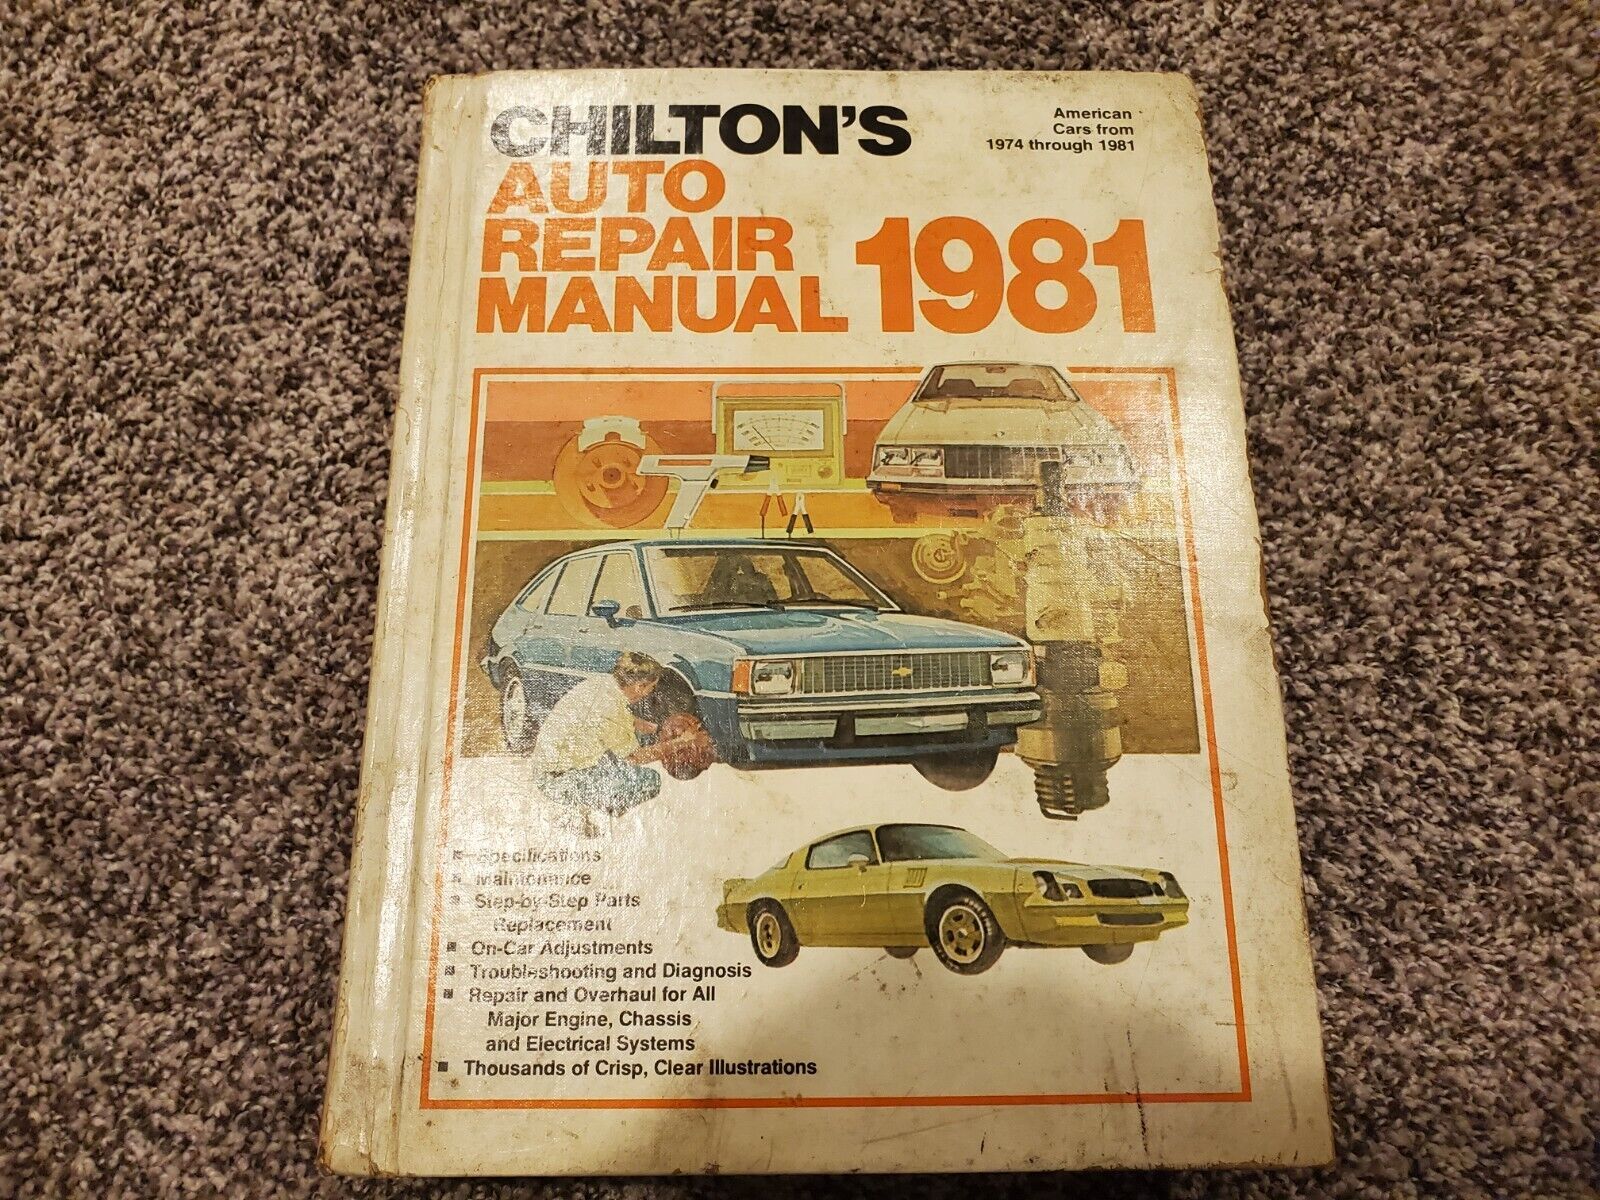 CHILTON'S
AUTO
REPAIR
MANUAL 1981
American
Cars from
1974 through 1981
Specifications
Maintenance
Step-by-Step Parts
Replacement
On-Car Adjustments
Troubleshooting and Diagnosis
Repair and Overhaul for All
Major Engine, Chassis
and Electrical Systems
Thousands of Crisp, Clear Illustrations